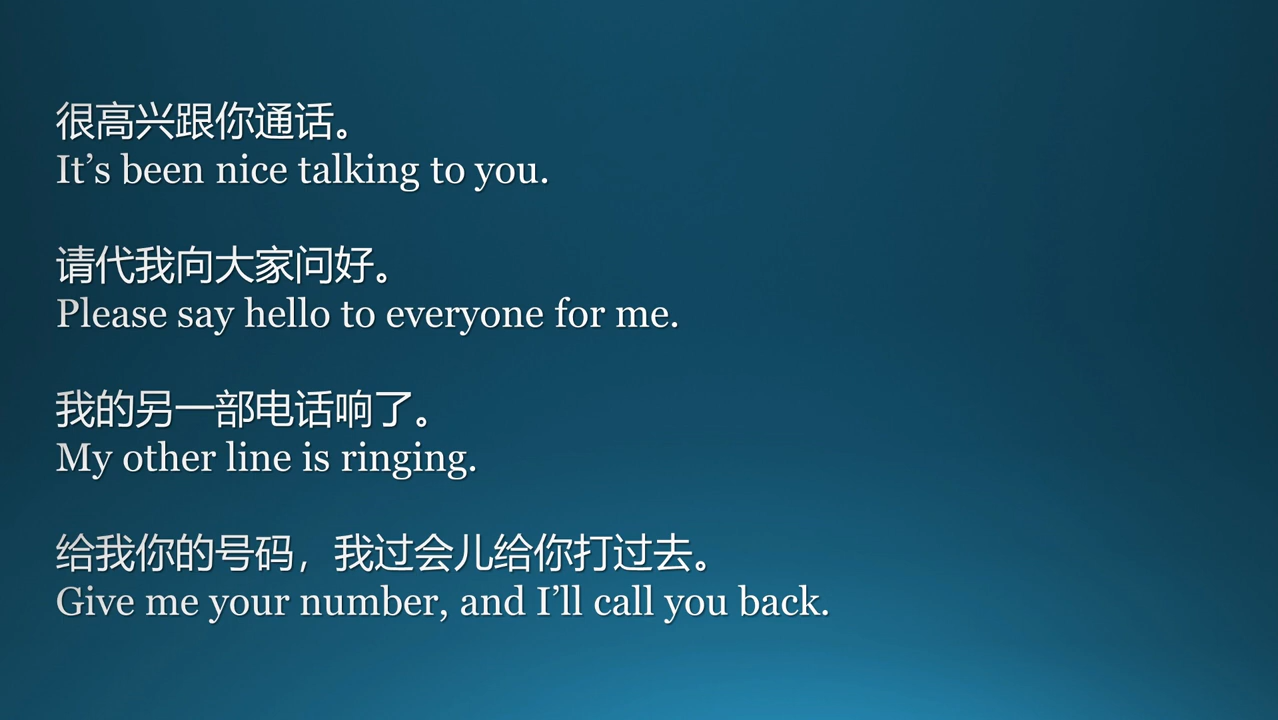 很高兴跟你通话。
It’s been nice talking to you.
请代我向大家问好。
Please say hello to everyone for me.
我的另一部电话响了。
My other line is ringing.
给我你的号码，我过会儿给你打过去。
Give me your number, and I’ll call you back.